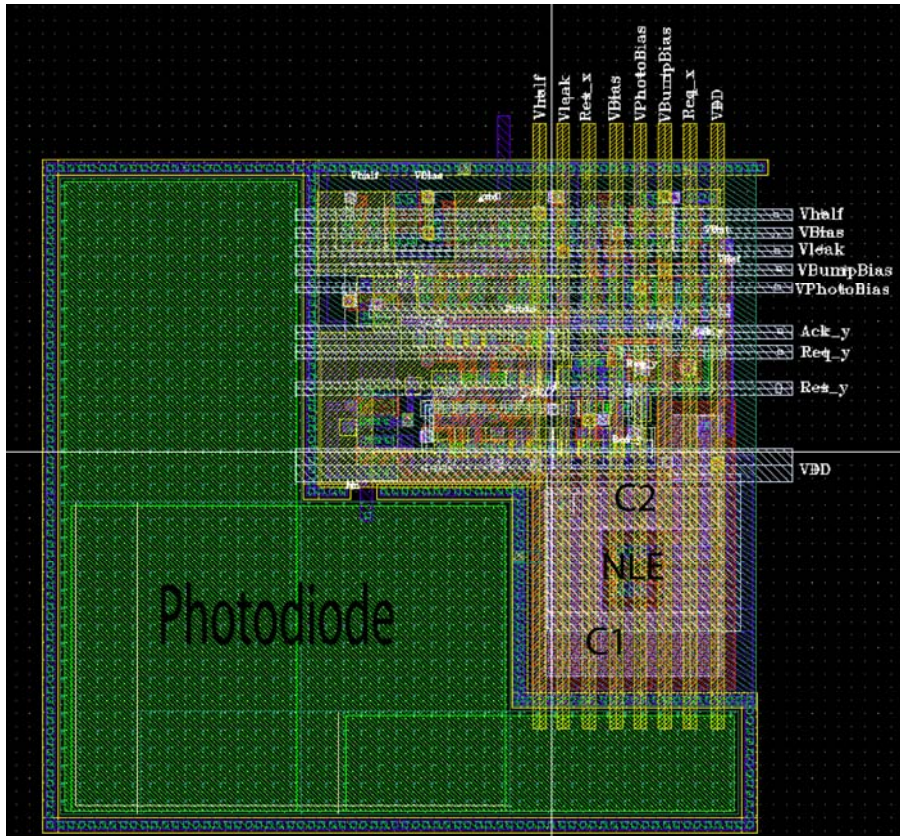 Vhalf
Vleak
Res_x
VBias
VPhotoBias
VBumpBias
Req_x
VDD
Vhalf
VBias
Vhalf
VBias
Vleak
VBumpBias
VPhotoBias
Ack_y
Req_y
Res_y
VDD
C2
NLE
Photodiode
C1